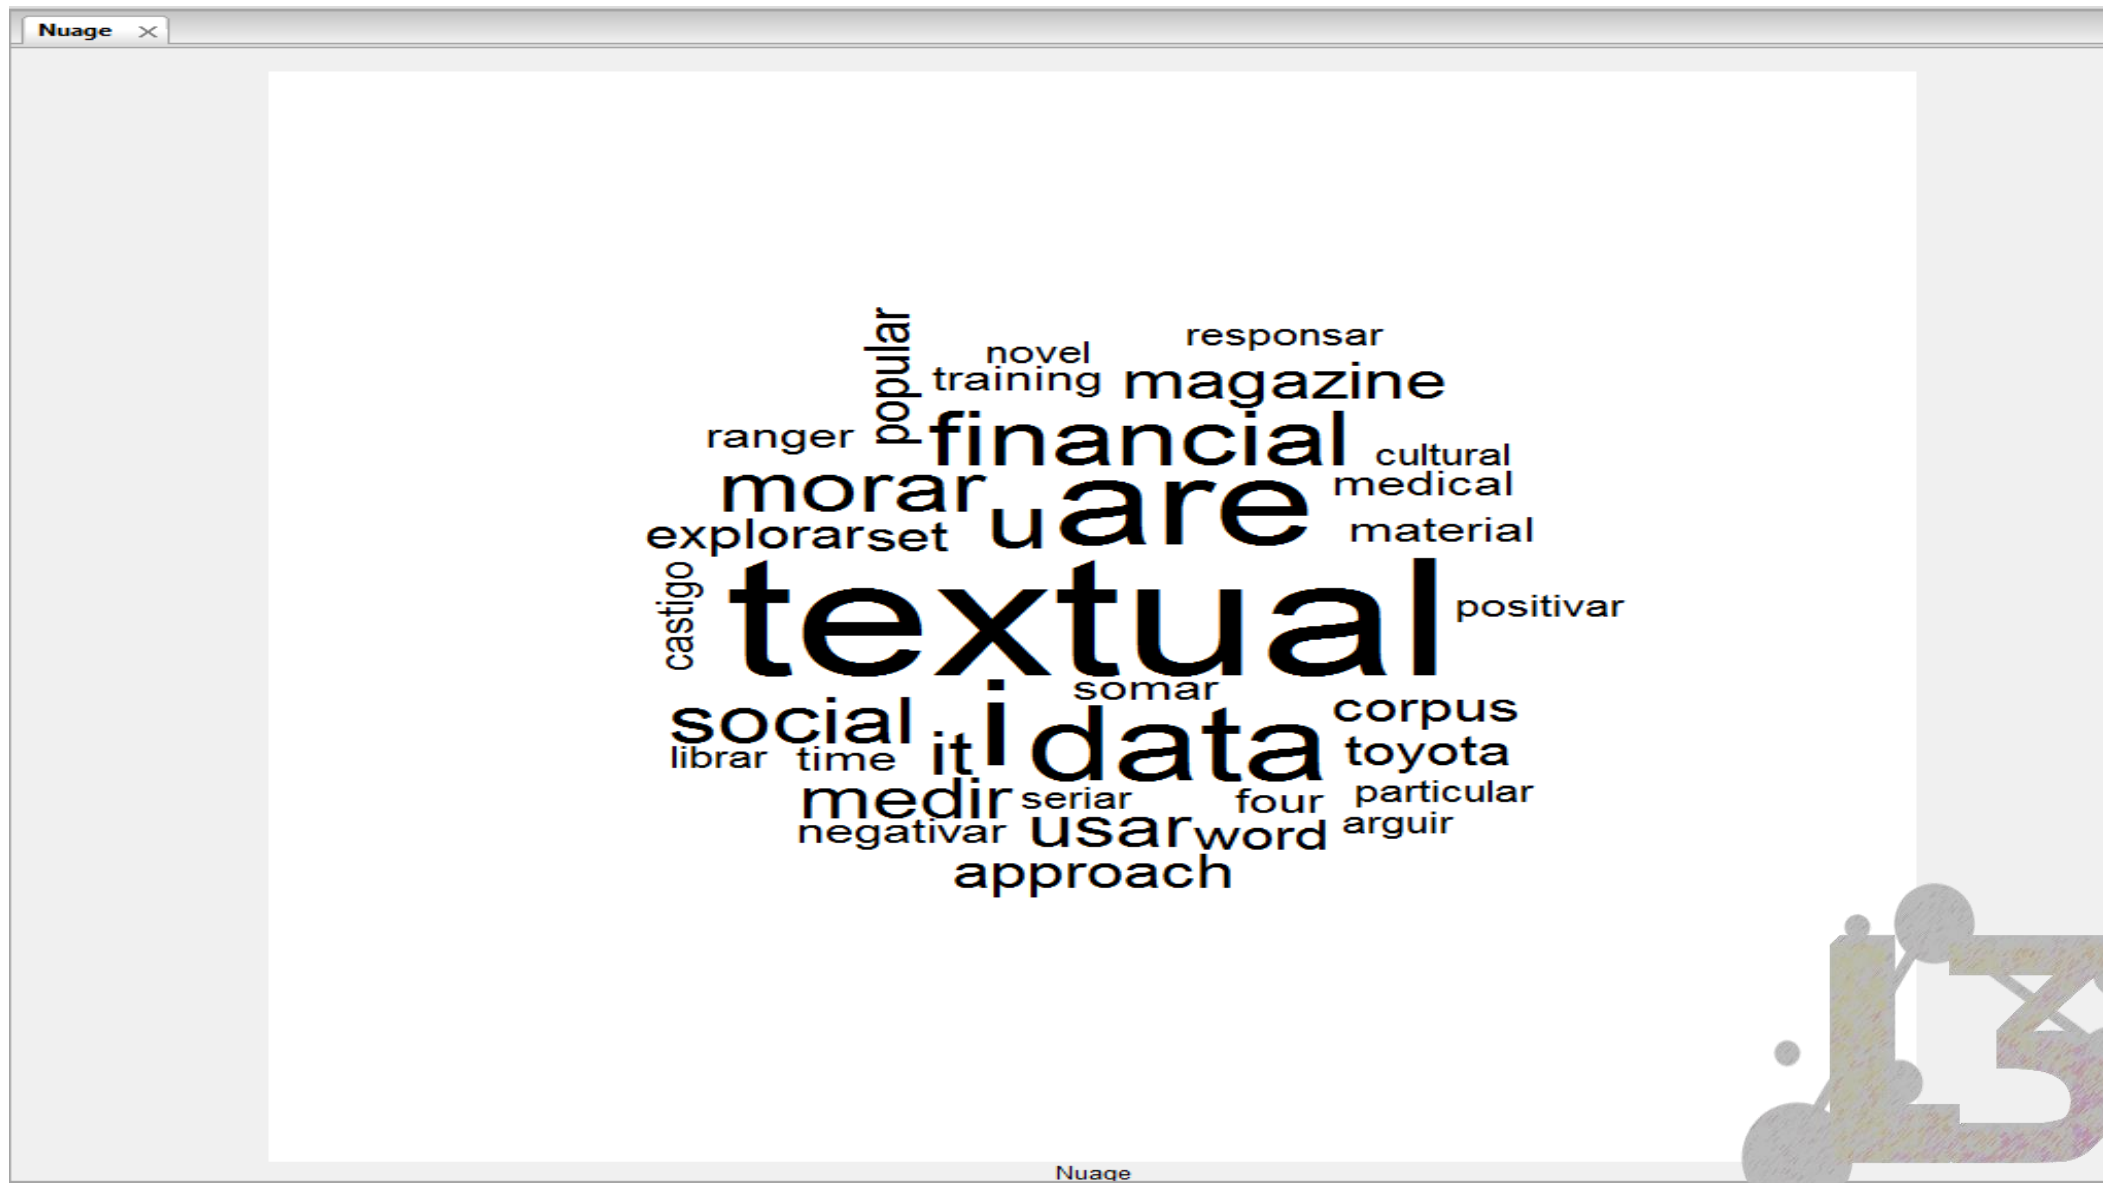 Nuage
popular
responsar
novel
training
magazine
ranger
financial
cultural
morar
u
are
medical
explorar
set
material
castigo
textual
positivar
somar
social
i
data
corpus
librar
time
it
toyota
medir
seriar
four
particular
negativar
usar
word
arguir
approach
L3
Nuage